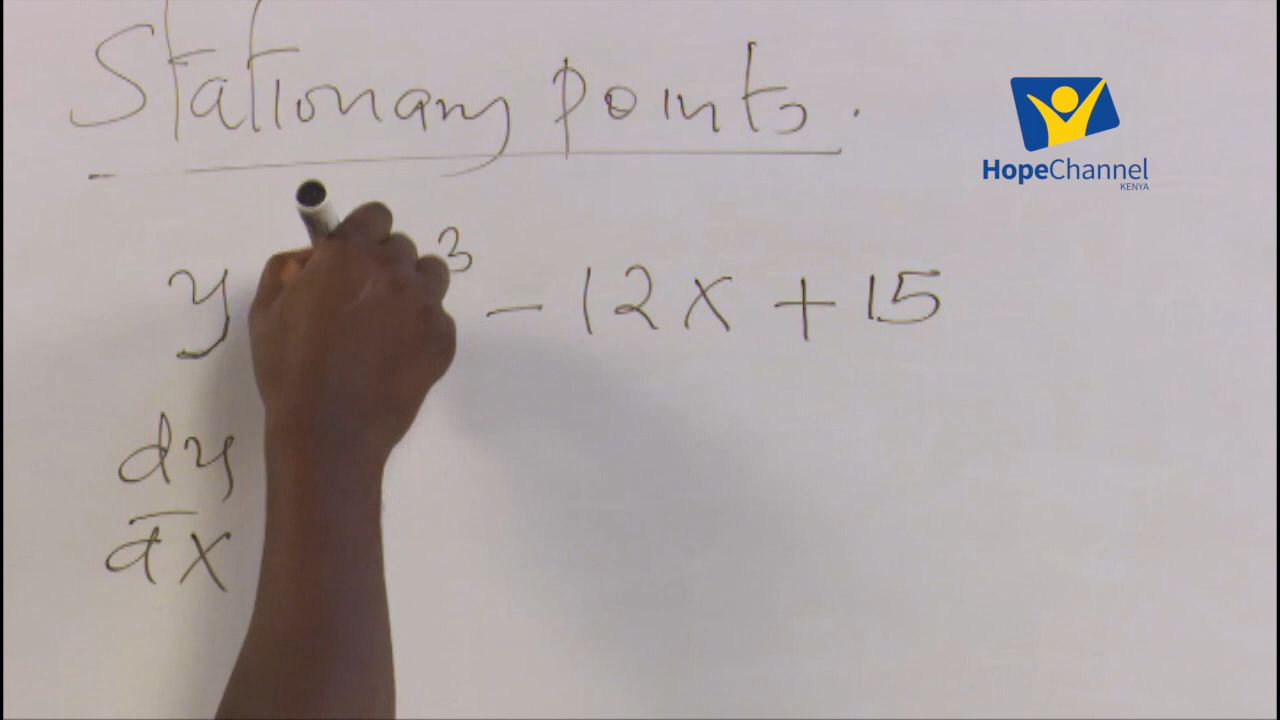 Stationary points.
HopeChannel
KENYA
y 3 - 12x + 15
dy
dx